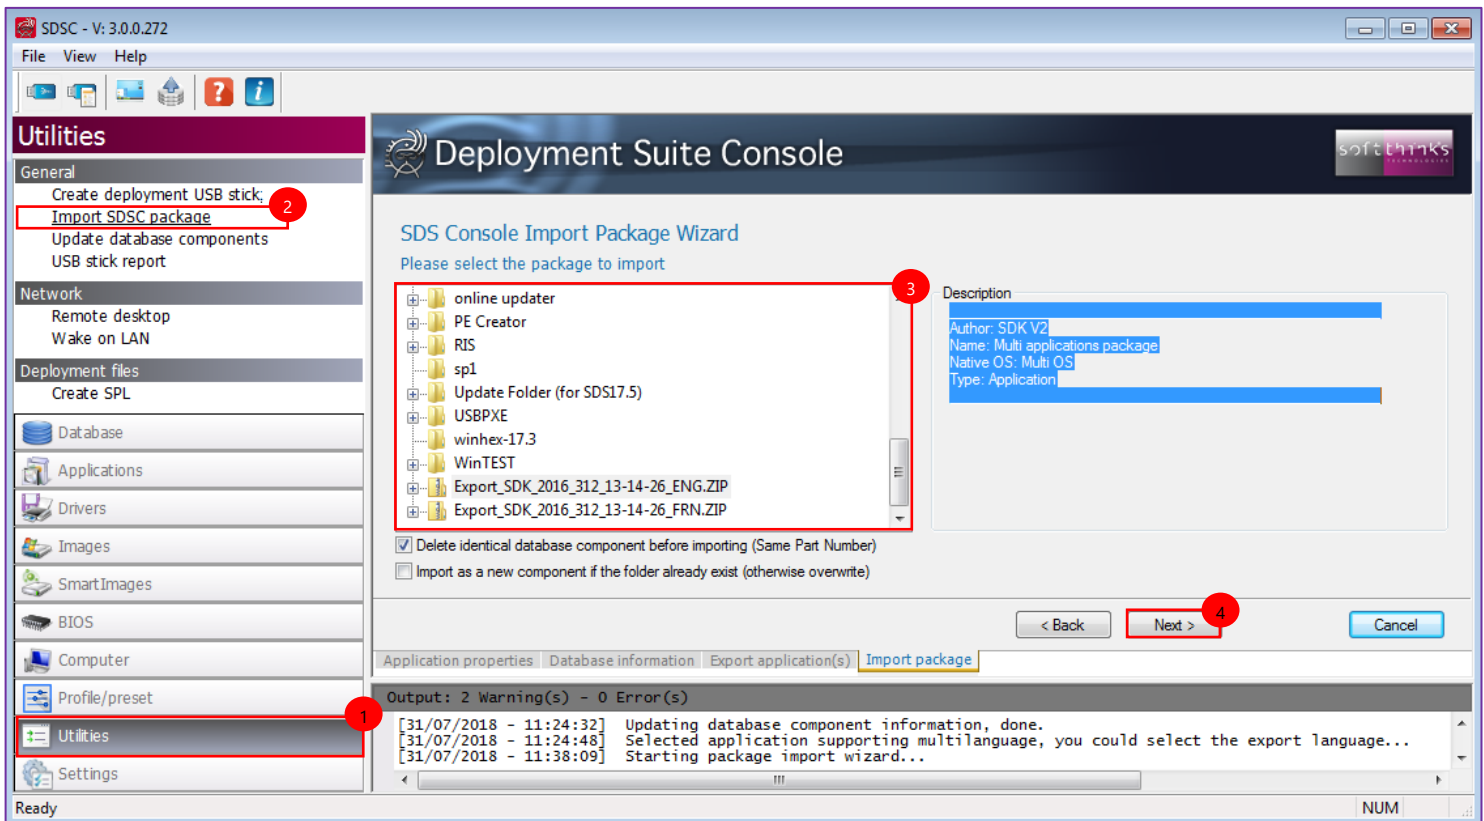 SDSC - V: 3.0.0.272
File View Help
Utilities
General
Create deployment USB stick;
2
Import SDSC package
Update database components
USB stick report
Network
Remote desktop
Wake on LAN
Deployment files
Create SPL
Database
Applications
Drivers
Images
SmartImages
BIOS
Computer
Profile/preset
1
Utilities
Settings
Deployment Suite Console
softthinks
TECHNOLOGIES
SDS Console Import Package Wizard
Please select the package to import
3
online updater
PE Creator
RIS
sp1
Update Folder (for SDS17.5)
USBPXE
winhex-17.3
WinTEST
Export_SDK_2016_312_13-14-26_ENG.ZIP
Export_SDK_2016_312_13-14-26_FRN.ZIP
Description
Author: SDK V2
Name: Multi applications package
Native OS: Multi OS
Type: Application
Delete identical database component before importing (Same Part Number)
Import as a new component if the folder already exist (otherwise overwrite)
4
< Back Next > Cancel
Application properties Database information Export application(s) Import package
Output: 2 Warning(s) - 0 Error(s)
[31/07/2018 - 11:24:32] Updating database component information, done.
[31/07/2018 - 11:24:48] Selected application supporting multilanguage, you could select the export language...
[31/07/2018 - 11:38:09] Starting package import wizard...
Ready NUM